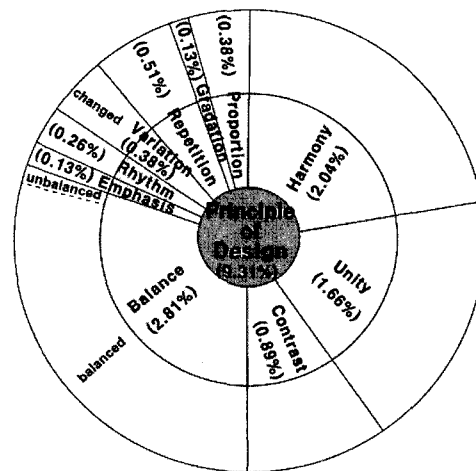 Principle
of
Design
(9.31%)
Harmony
(2.04%)
Unity
(1.66%)
Contrast
(0.89%)
Balance
(2.81%)
balanced
unbalanced
Emphasis
(0.13%)
Rhythm
(0.26%)
Variation
(0.38%)
changed
Repetition
(0.51%)
Gradation
(0.13%)
Proportion
(0.38%)